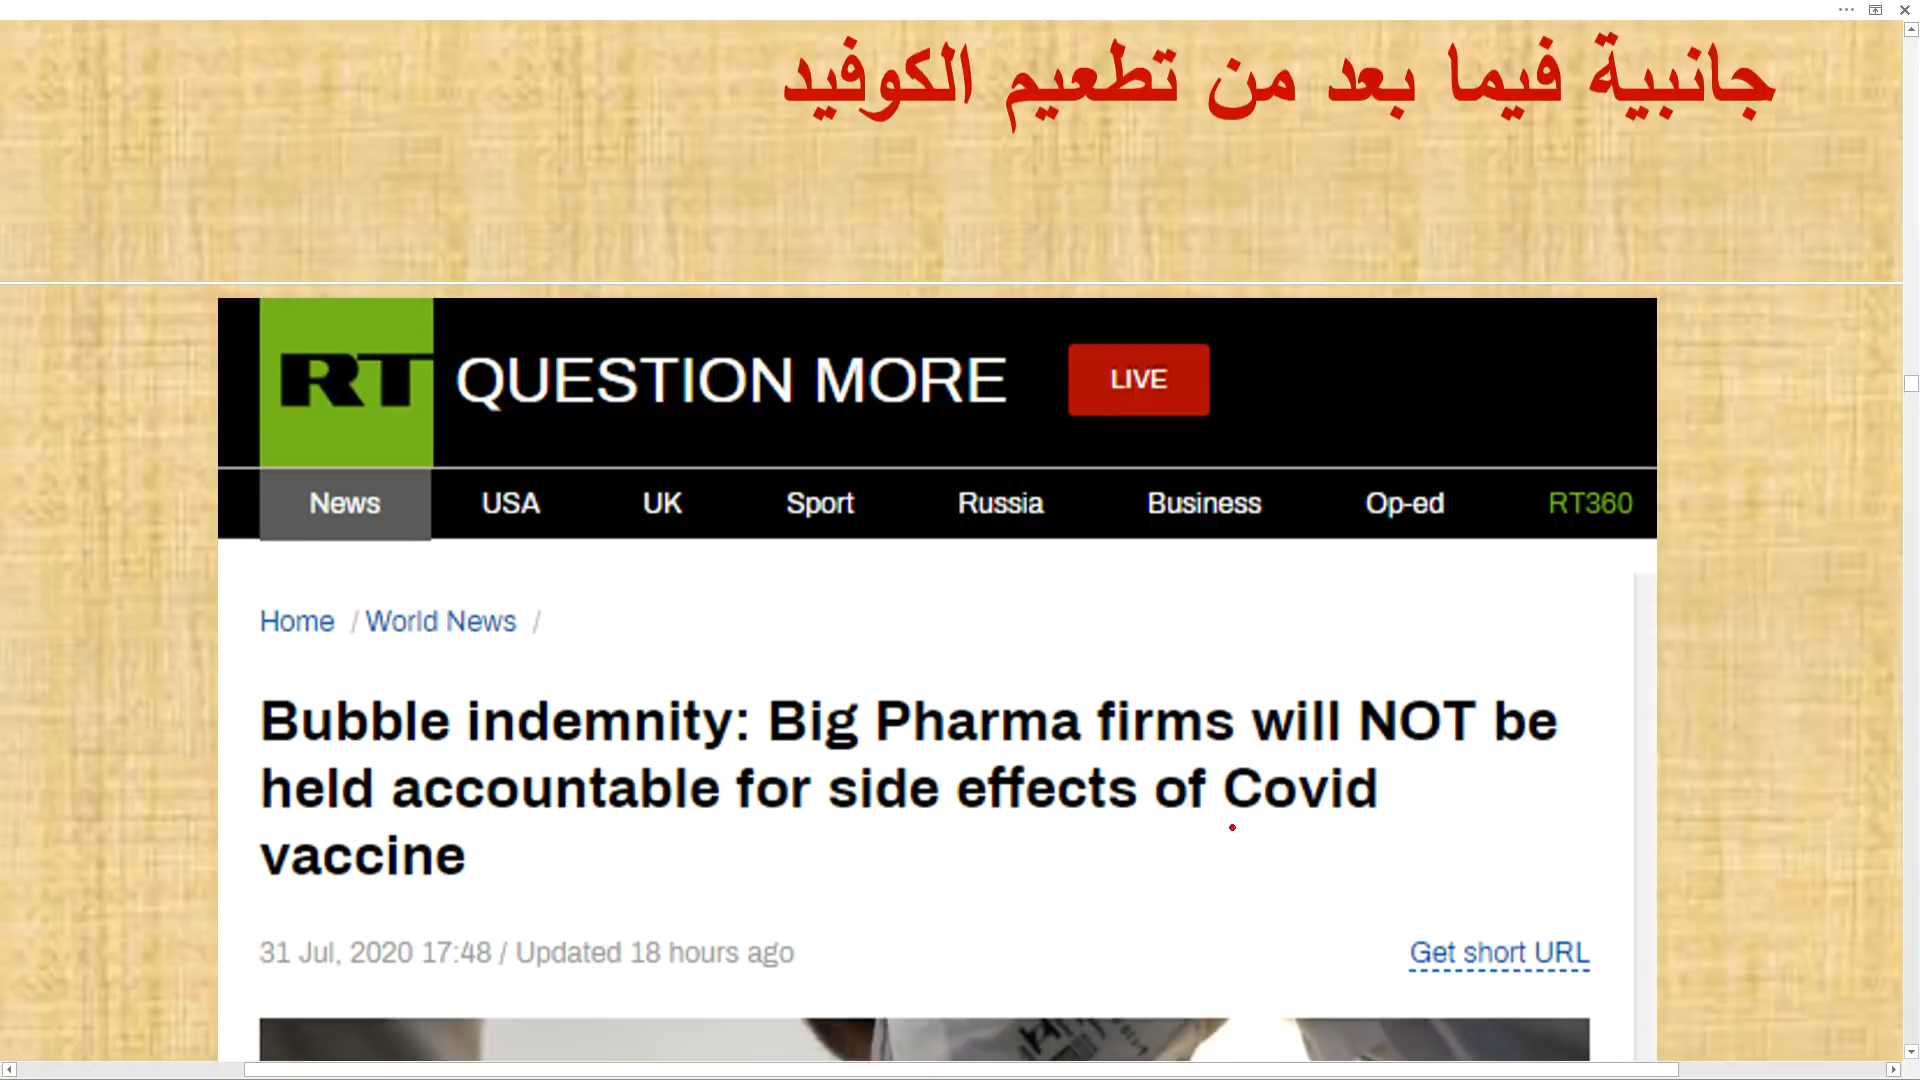 جانبية فيما بعد من تطعيم الكوفيد
RT QUESTION MORE LIVE
News USA UK Sport Russia Business Op-ed RT360
Home / World News /
Bubble indemnity: Big Pharma firms will NOT be
held accountable for side effects of Covid
vaccine
31 Jul, 2020 17:48 / Updated 18 hours ago Get short URL